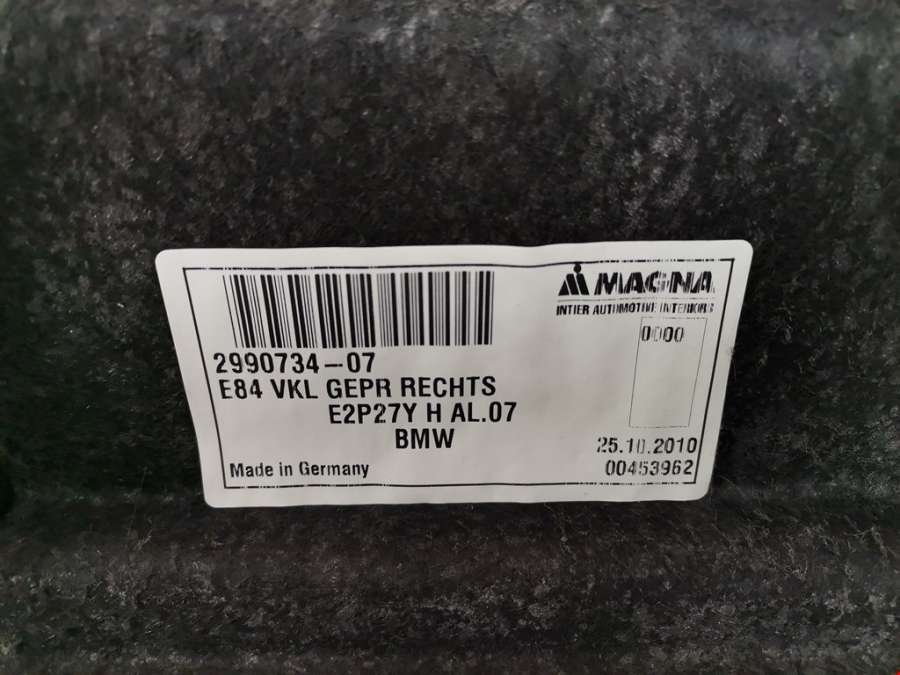 MAGNA
INTIER AUTOMOTIVE INTERIORS
0000
2990734-07
E84 VKL GEPR RECHTS
E2P27Y H AL.07
BMW
25.10.2010
Made in Germany
00453962